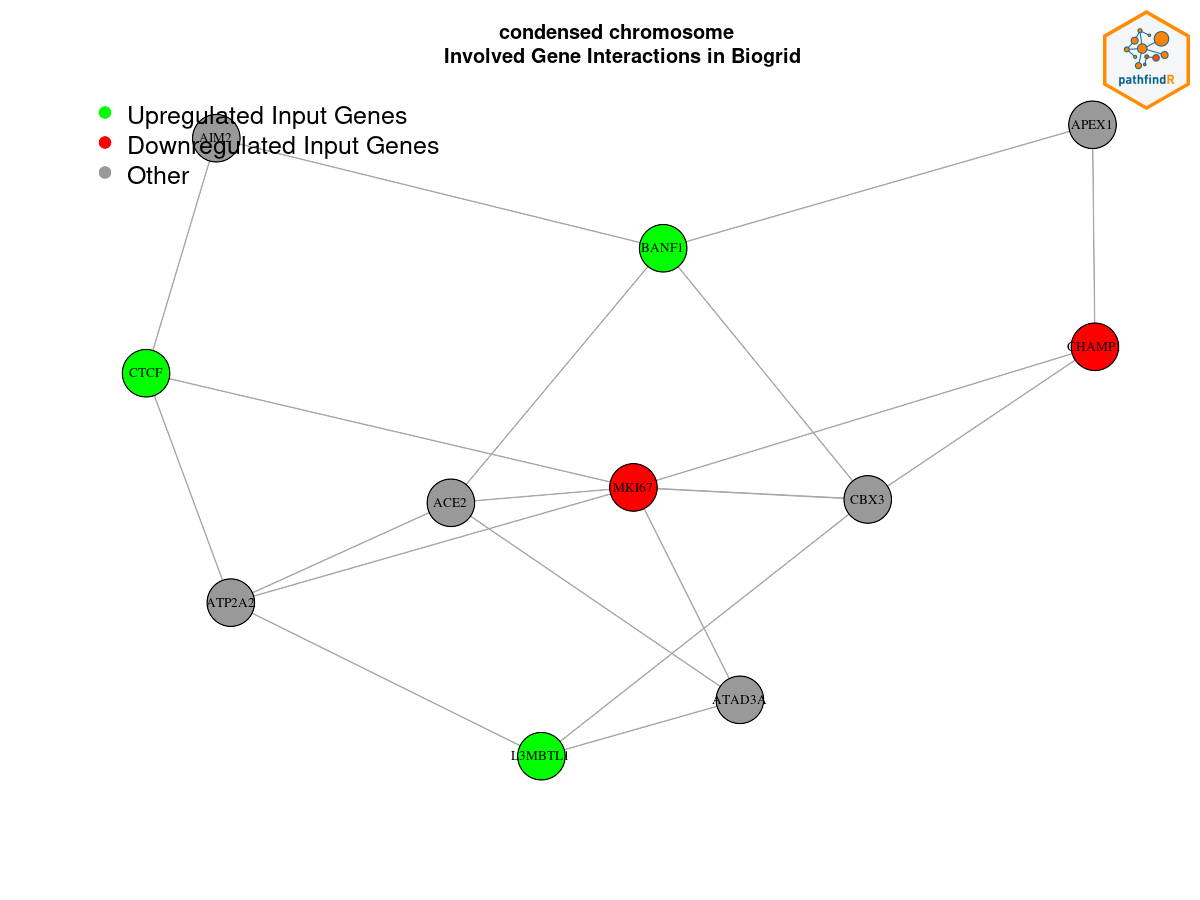 condensed chromosome
Involved Gene Interactions in Biogrid
pathfindR
Upregulated Input Genes
Downregulated Input Genes
Other
AIM2
APEX1
BANF1
CHAMP1
CTCF
MKI67
ACE2
CBX3
ATP2A2
ATAD3A
L3MBTL1